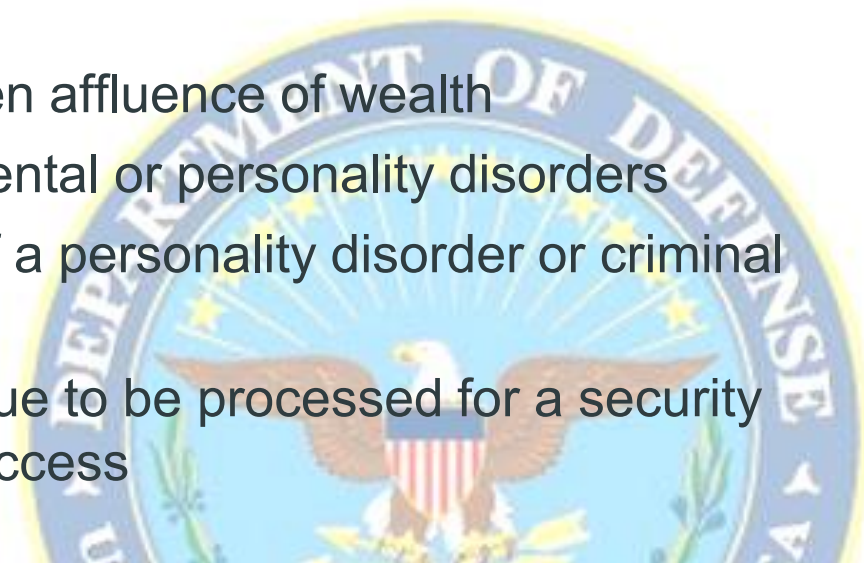 en affluence of wealth
ental or personality disorders
a personality disorder or criminal
ue to be processed for a security
ccess
DEPARTMENT OF DEFENSE